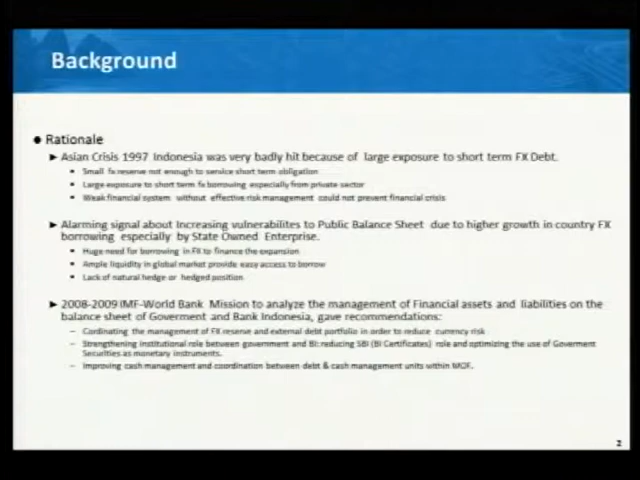 Background
Rationale
Asian Crisis 1997 Indonesia was very badly hit because of large exposure to short term FX Debt.
Small fx reserve not enough to service short term obligation
Large exposure to short term fx borrowing especially from private sector
Weak financial system without effective risk management could not prevent financial crisis
Alarming signal about Increasing vulnerabilites to Public Balance Sheet due to higher growth in country FX
borrowing especially by State Owned Enterprise.
Huge need for borrowing in FX to finance the expansion
Ample liquidity in global market provide easy access to borrow
Lack of natural hedge or hedged position
2008-2009 IMF-World Bank Mission to analyze the management of Financial assets and liabilities on the
balance sheet of Goverment and Bank Indonesia, gave recommendations:
Cordinating the management of FX reserve and external debt portfolio in order to reduce currency risk
Strengthening institutional role between government and BI: reducing SBI (BI Certificates) role and optimizing the use of Goverment
Securities as monetary instruments.
Improving cash management and coordination between debt & cash management units within MOF.
2